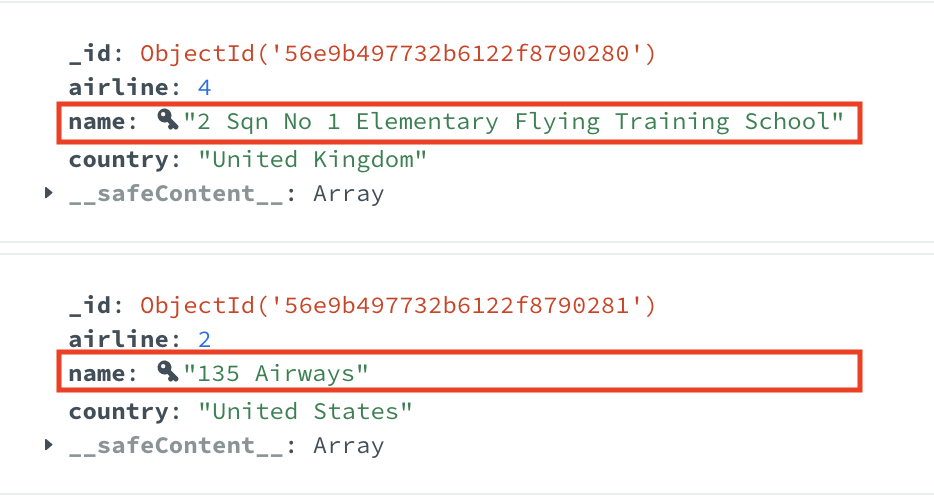 _id: ObjectId('56e9b497732b6122f8790280')
airline: 4
name: "2 Sqn No 1 Elementary Flying Training School"
country: "United Kingdom"
__safeContent__: Array
_id: ObjectId('56e9b497732b6122f8790281')
airline: 2
name: "135 Airways"
country: "United States"
__safeContent__: Array